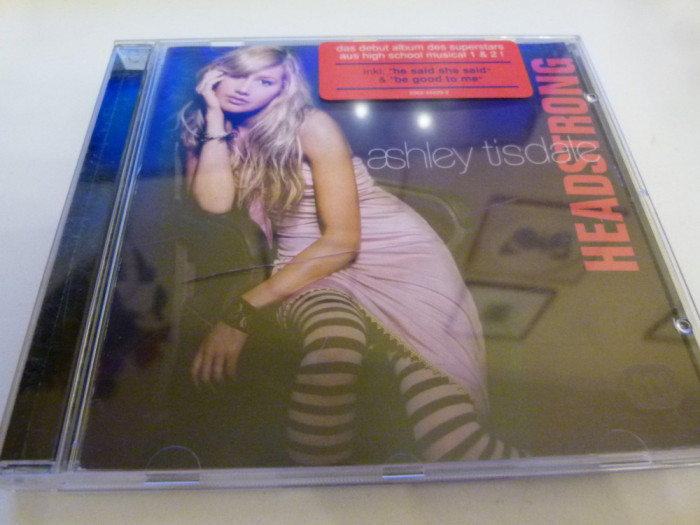 das debut album des superstars
aus high school musical 1 & 2 !
inkl. "he said she said"
& "be good to me"
ashley tisdale
HEADSTRONG